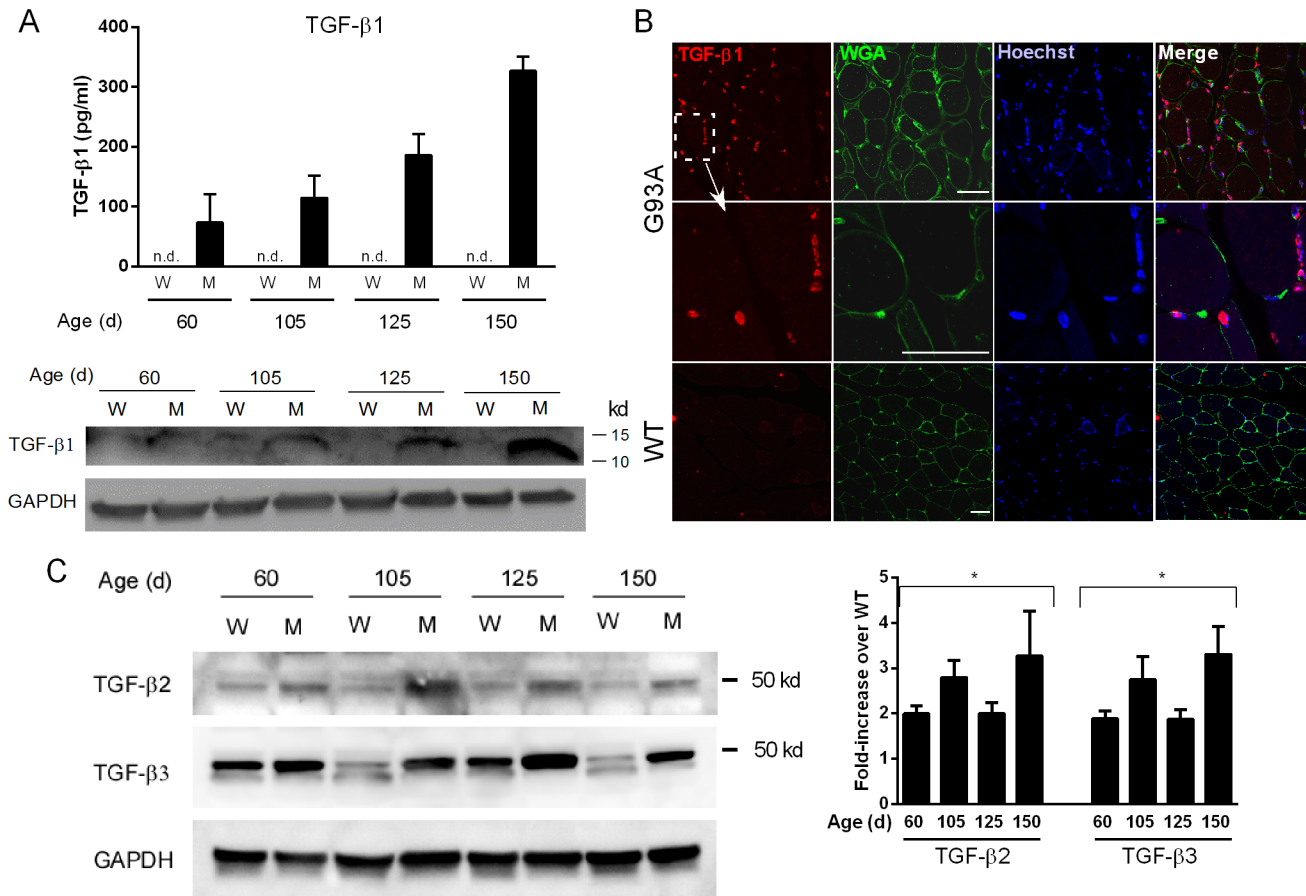 A
TGF-β1
TGF-β1 (pg/ml)
400
300
200
100
0
n.d. n.d. n.d. n.d.
W M W M W M W M
Age (d) 60 105 125 150
Age (d) 60 105 125 150
W M W M W M W M kd
TGF-β1
15
10
GAPDH
B
TGF-β1 WGA Hoechst Merge
G93A
WT
C
Age (d) 60 105 125 150
W M W M W M W M
TGF-β2
50 kd
TGF-β3
50 kd
GAPDH
Fold-increase over WT
5
4
3
2
1
0
* *
Age (d) 60 105 125 150 60 105 125 150
TGF-β2 TGF-β3